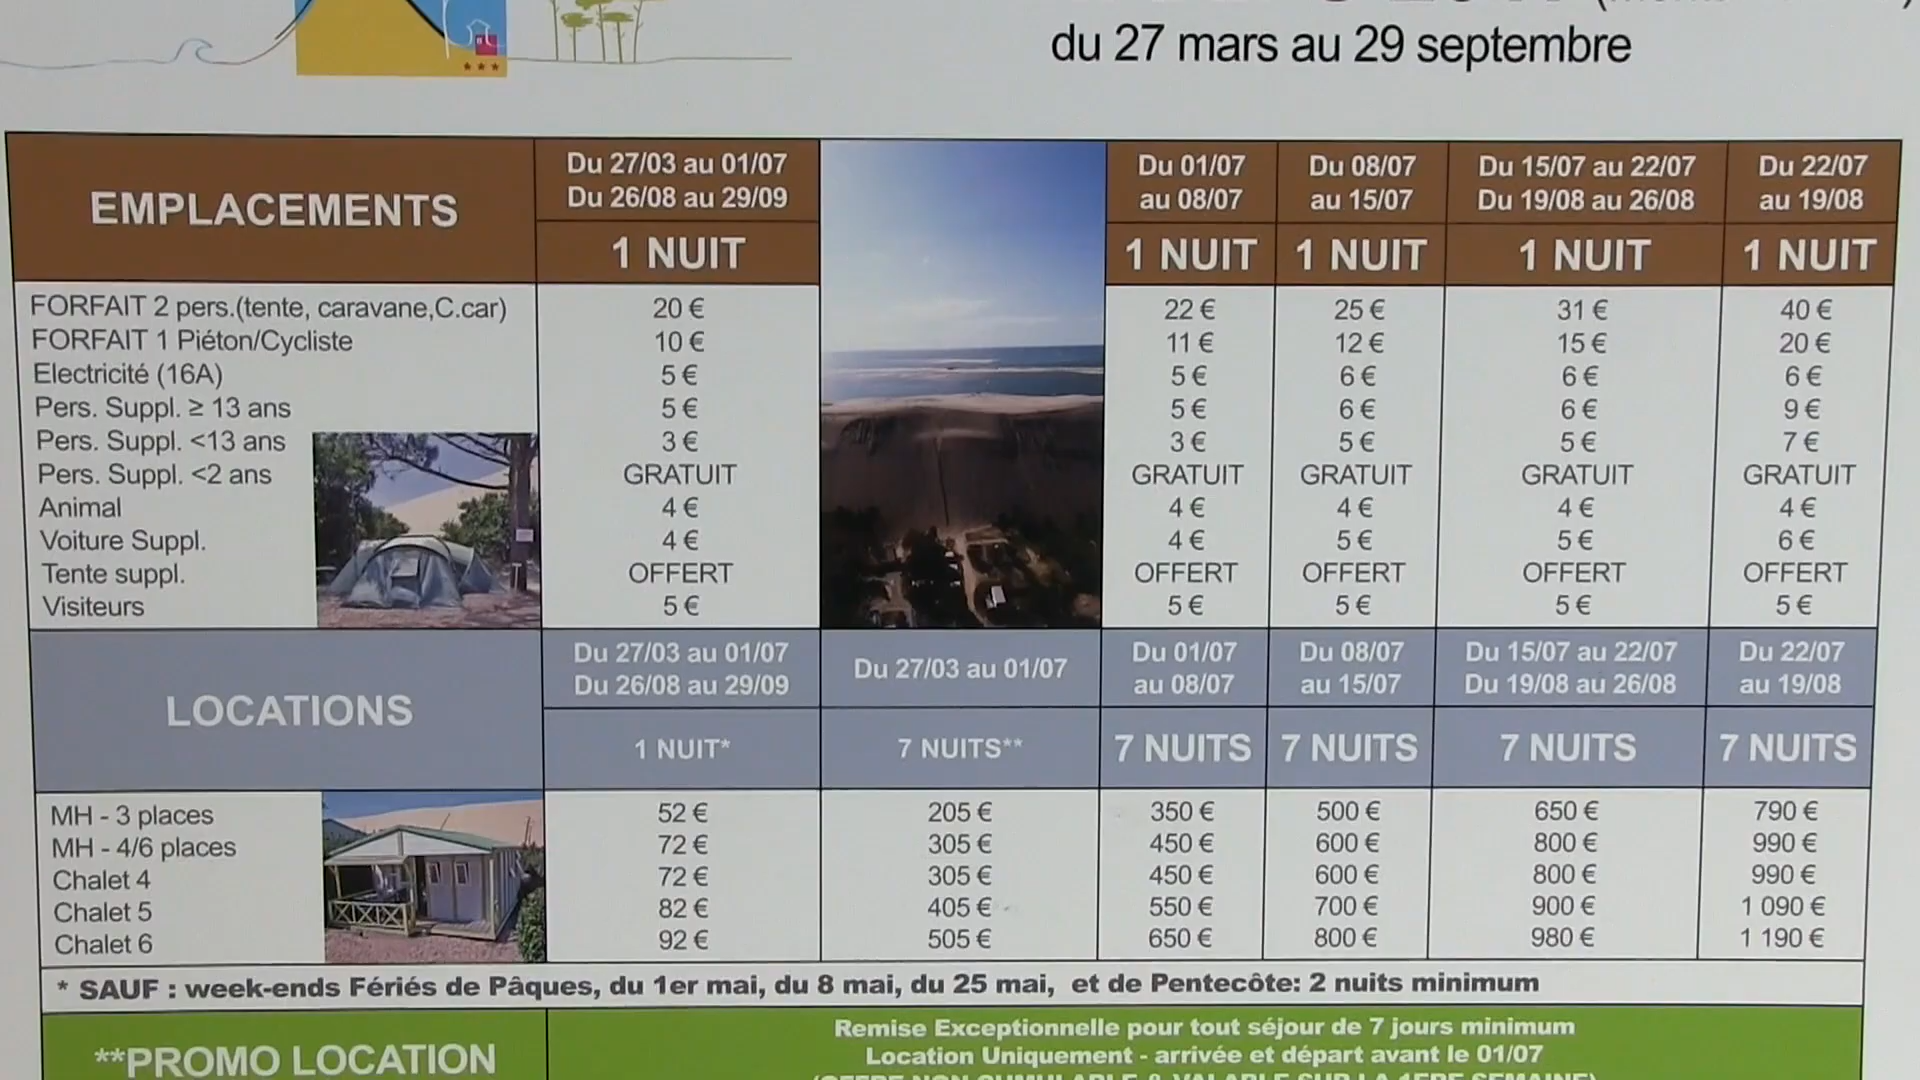 du 27 mars au 29 septembre
EMPLACEMENTS
Du 27/03 au 01/07
Du 26/08 au 29/09
Du 01/07
au 08/07
Du 08/07
au 15/07
Du 15/07 au 22/07
Du 19/08 au 26/08
Du 22/07
au 19/08
1 NUIT 1 NUIT 1 NUIT 1 NUIT 1 NUIT
FORFAIT 2 pers.(tente, caravane,C.car) 20 € 22 € 25 € 31 € 40 €
FORFAIT 1 Piéton/Cycliste 10 € 11 € 12 € 15 € 20 €
Electricité (16A) 5 € 5 € 6 € 6 € 6 €
Pers. Suppl. ≥ 13 ans 5 € 5 € 6 € 6 € 9 €
Pers. Suppl. <13 ans 3 € 3 € 5 € 5 € 7 €
Pers. Suppl. <2 ans GRATUIT GRATUIT GRATUIT GRATUIT GRATUIT
Animal 4 € 4 € 4 € 4 € 4 €
Voiture Suppl. 4 € 4 € 5 € 5 € 6 €
Tente suppl. OFFERT OFFERT OFFERT OFFERT OFFERT
Visiteurs 5 € 5 € 5 € 5 € 5 €
LOCATIONS
Du 27/03 au 01/07
Du 26/08 au 29/09
Du 27/03 au 01/07
Du 01/07
au 08/07
Du 08/07
au 15/07
Du 15/07 au 22/07
Du 19/08 au 26/08
Du 22/07
au 19/08
1 NUIT* 7 NUITS** 7 NUITS 7 NUITS 7 NUITS 7 NUITS
MH - 3 places 52 € 205 € 350 € 500 € 650 € 790 €
MH - 4/6 places 72 € 305 € 450 € 600 € 800 € 990 €
Chalet 4 72 € 305 € 450 € 600 € 800 € 990 €
Chalet 5 82 € 405 € 550 € 700 € 900 € 1 090 €
Chalet 6 92 € 505 € 650 € 800 € 980 € 1 190 €
* SAUF : week-ends Fériés de Pâques, du 1er mai, du 8 mai, du 25 mai, et de Pentecôte: 2 nuits minimum
**PROMO LOCATION
Remise Exceptionnelle pour tout séjour de 7 jours minimum
Location Uniquement - arrivée et départ avant le 01/07
(OFFRE NON CUMULABLE & VALABLE SUR LA 1ERE SEMAINE)